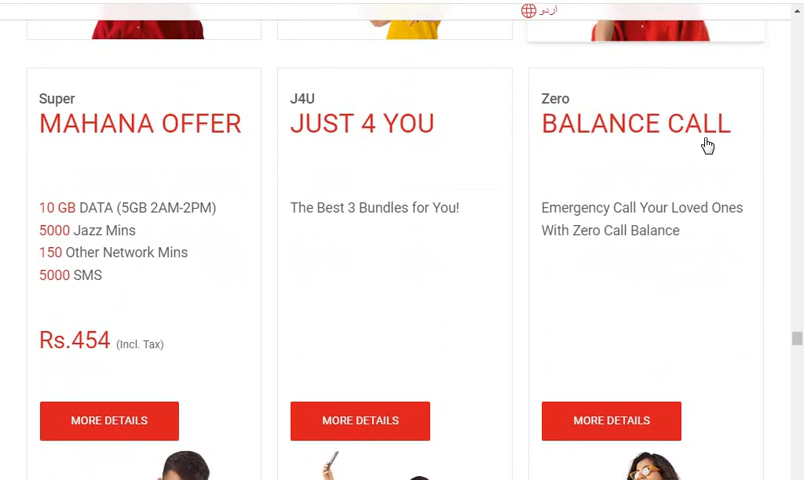 اردو
Super
MAHANA OFFER
10 GB DATA (5GB 2AM-2PM)
5000 Jazz Mins
150 Other Network Mins
5000 SMS
Rs.454 (Incl. Tax)
MORE DETAILS
J4U
JUST 4 YOU
The Best 3 Bundles for You!
MORE DETAILS
Zero
BALANCE CALL
Emergency Call Your Loved Ones
With Zero Call Balance
MORE DETAILS